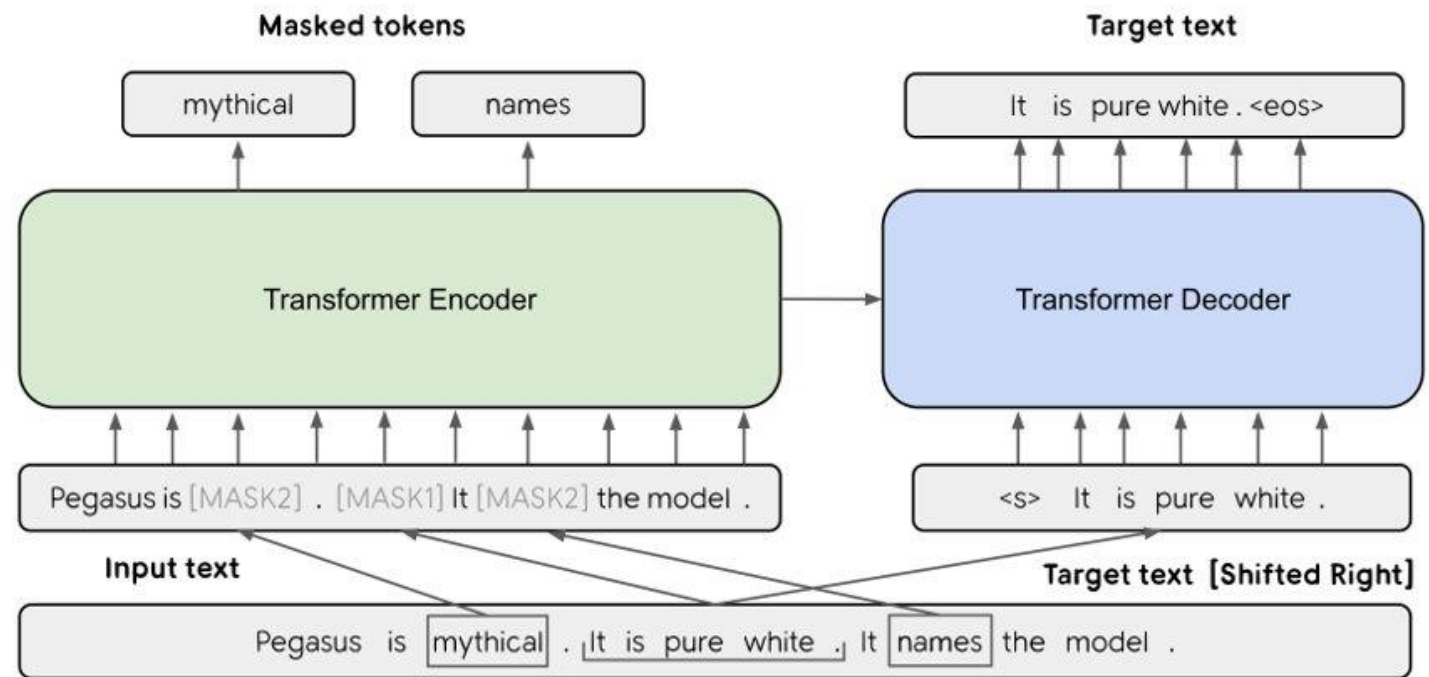 Masked tokens
Target text
mythical
names
It is pure white . <eos>
Transformer Encoder
Transformer Decoder
Pegasus is [MASK2] . [MASK1] It [MASK2] the model .
<s> It is pure white .
Input text
Target text [Shifted Right]
Pegasus is mythical . It is pure white . It names the model .